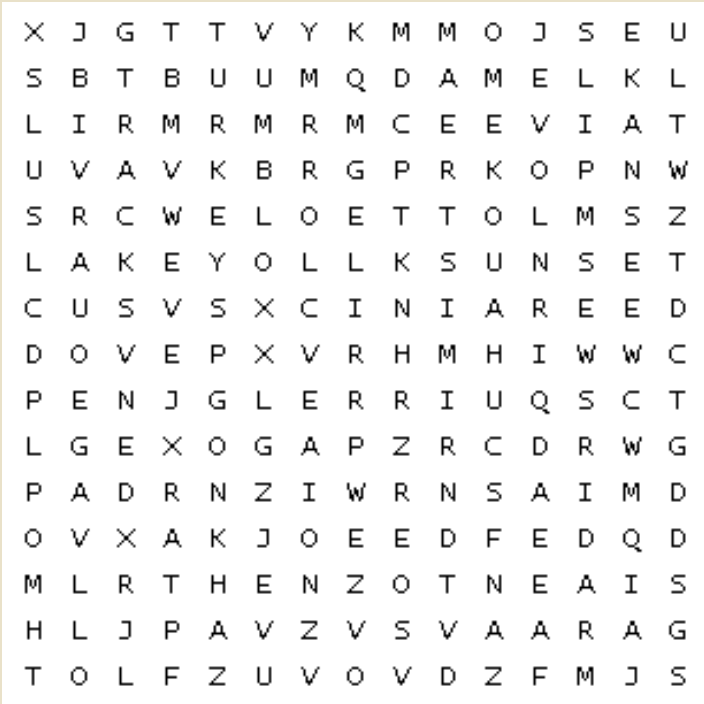 X J G T T V Y K M M O J S E U
S B T B U U M Q D A M E L K L
L I R M R M R M C E E V I A T
U V A V K B R G P R K O P N W
S R C W E L O E T T O L M S Z
L A K E Y O L L K S U N S E T
C U S V S X C I N I A R E E D
D O V E P X V R H M H I W W C
P E N J G L E R R I U Q S C T
L G E X O G A P Z R C D R W G
P A D R N Z I W R N S A I M D
O V X A K J O E E D F E D Q D
M L R T H E N Z O T N E A I S
H L J P A V Z V S V A A R A G
T O L F Z U V O V D Z F M J S